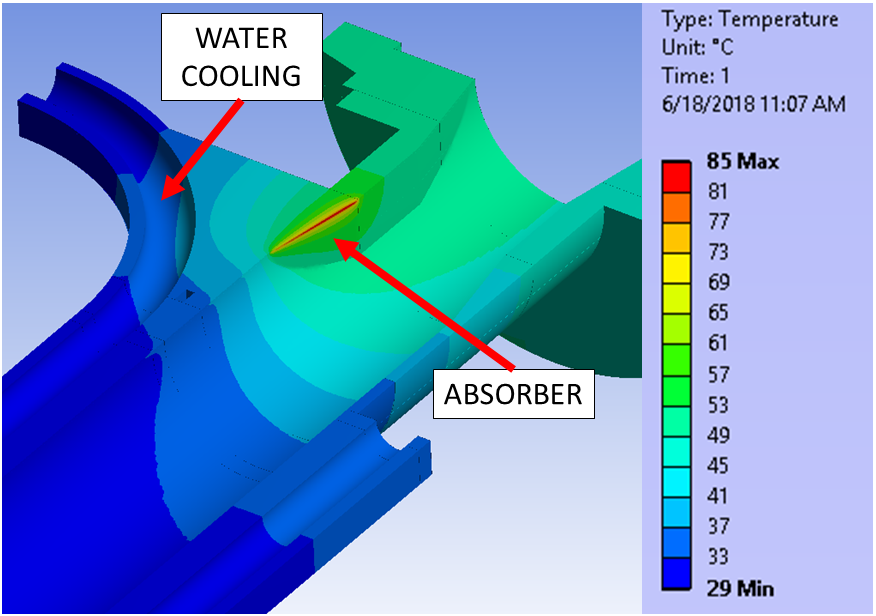 WATER
COOLING
ABSORBER
Type: Temperature
Unit: °C
Time: 1
6/18/2018 11:07 AM
85 Max
81
77
73
69
65
61
57
53
49
45
41
37
33
29 Min